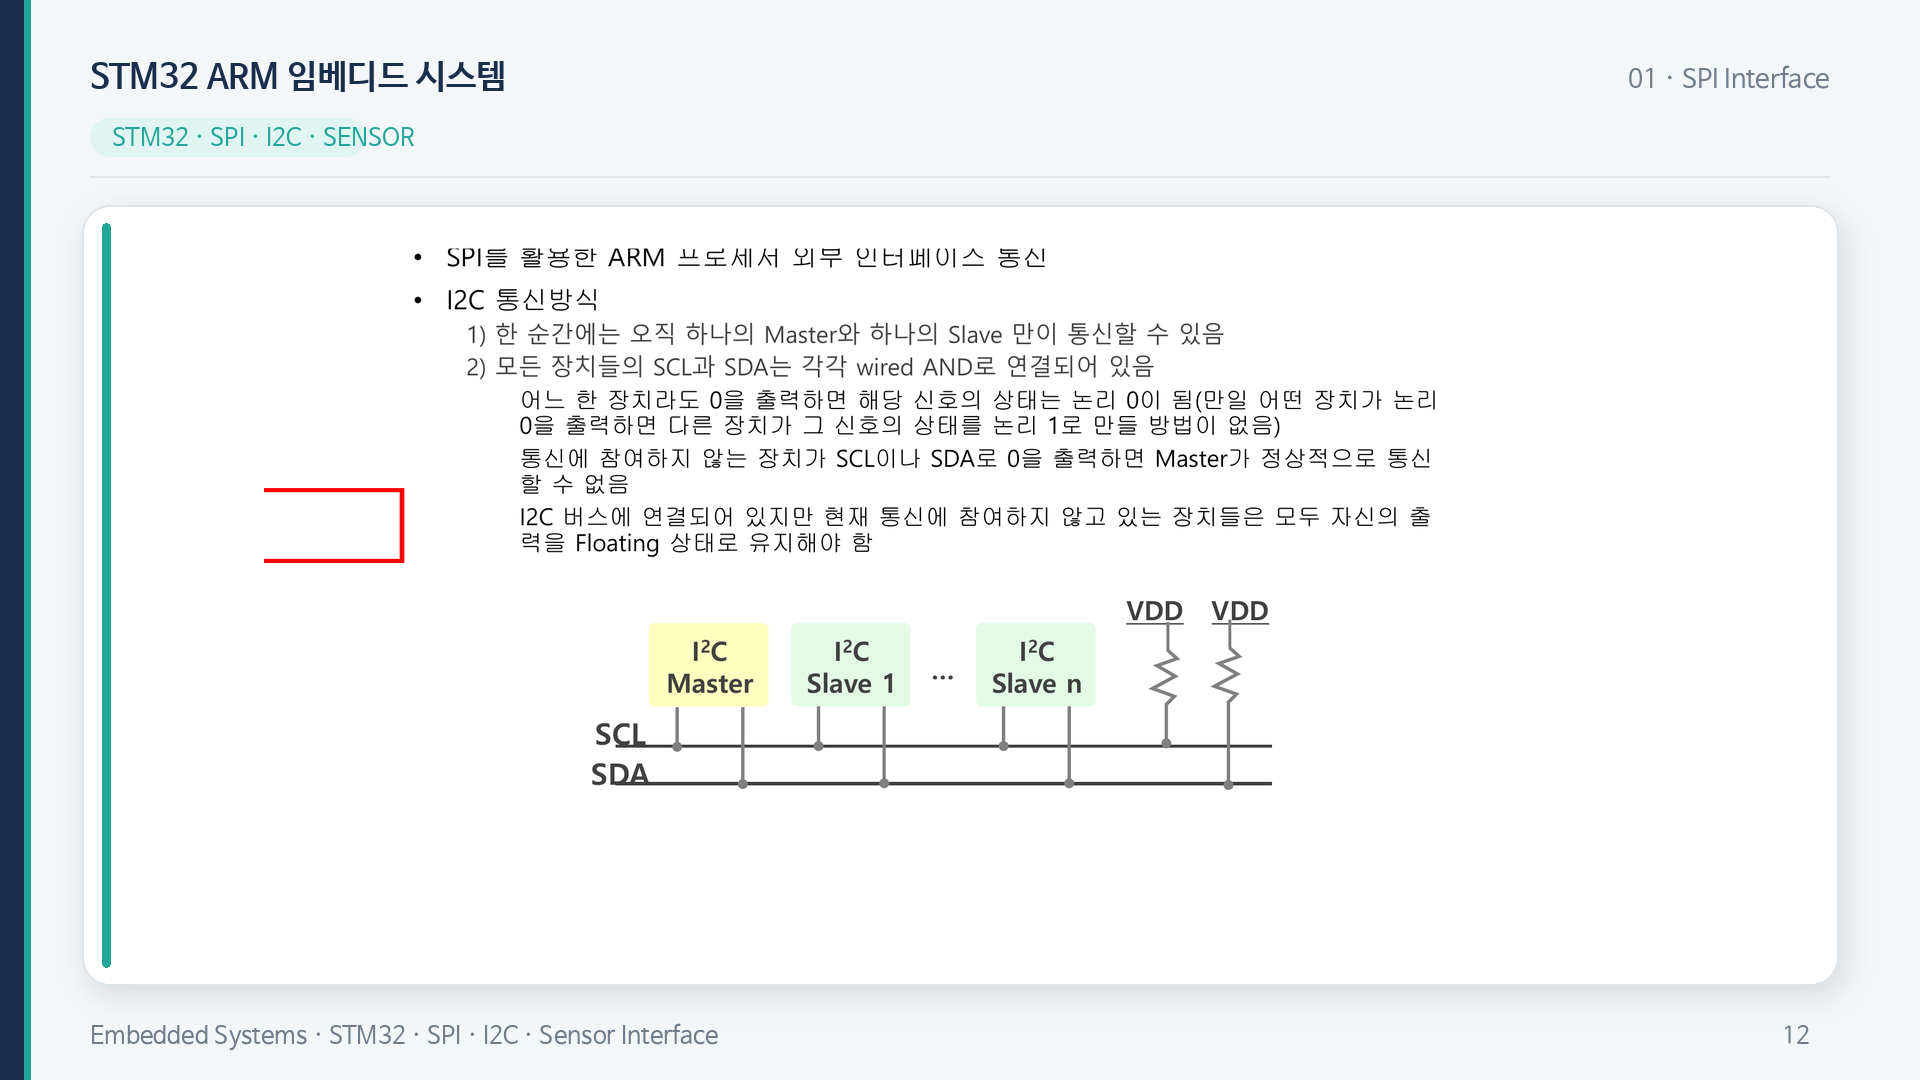 STM32 ARM 임베디드 시스템
01 · SPI Interface
STM32 · SPI · I2C · SENSOR
• SPI를 활용한 ARM 프로세서 외부 인터페이스 통신
• I2C 통신방식
1) 한 순간에는 오직 하나의 Master와 하나의 Slave 만이 통신할 수 있음
2) 모든 장치들의 SCL과 SDA는 각각 wired AND로 연결되어 있음
어느 한 장치라도 0을 출력하면 해당 신호의 상태는 논리 0이 됨(만일 어떤 장치가 논리
0을 출력하면 다른 장치가 그 신호의 상태를 논리 1로 만들 방법이 없음)
통신에 참여하지 않는 장치가 SCL이나 SDA로 0을 출력하면 Master가 정상적으로 통신
할 수 없음
I2C 버스에 연결되어 있지만 현재 통신에 참여하지 않고 있는 장치들은 모두 자신의 출
력을 Floating 상태로 유지해야 함
VDD VDD
I²C I²C I²C
Master Slave 1 ... Slave n
SCL
SDA
Embedded Systems · STM32 · SPI · I2C · Sensor Interface
12